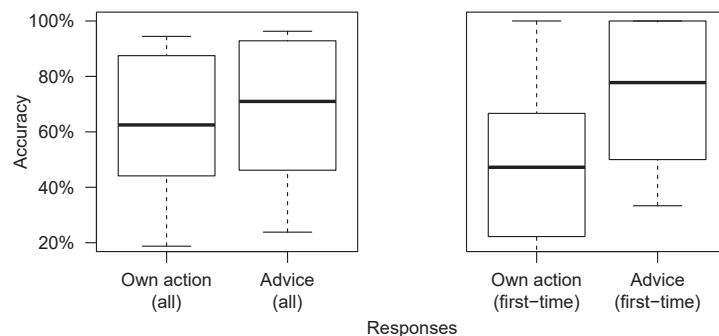 100%
80%
60%
40%
20%
Accuracy
Own action
(all)
Advice
(all)
Own action
(first−time)
Advice
(first−time)
Responses